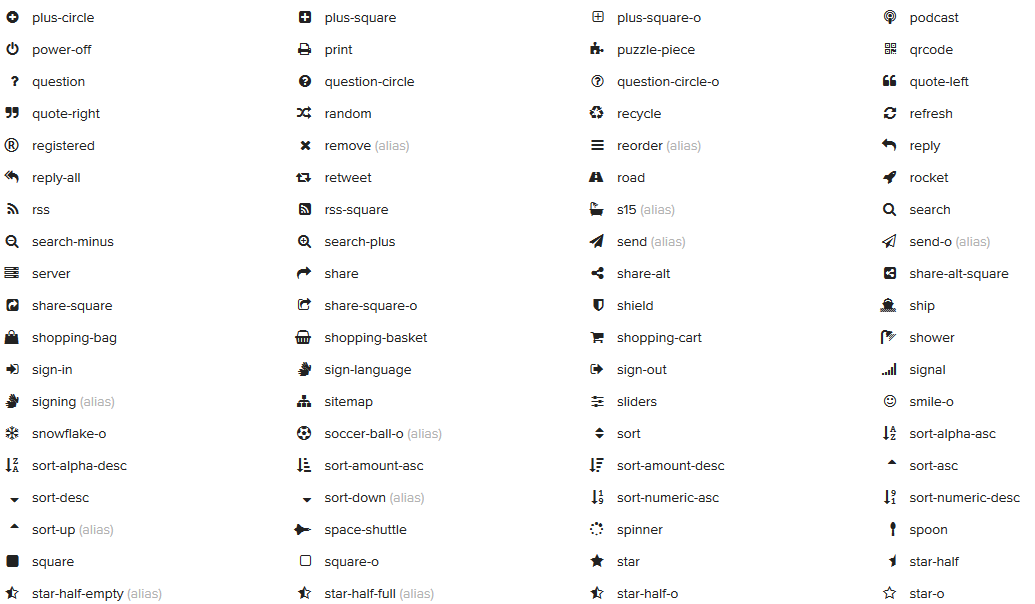 plus-circle plus-square plus-square-o podcast
power-off print puzzle-piece qrcode
question question-circle question-circle-o quote-left
quote-right random recycle refresh
registered remove (alias) reorder (alias) reply
reply-all retweet road rocket
rss rss-square s15 (alias) search
search-minus search-plus send (alias) send-o (alias)
server share share-alt share-alt-square
share-square share-square-o shield ship
shopping-bag shopping-basket shopping-cart shower
sign-in sign-language sign-out signal
signing (alias) sitemap sliders smile-o
snowflake-o soccer-ball-o (alias) sort sort-alpha-asc
sort-alpha-desc sort-amount-asc sort-amount-desc sort-asc
sort-desc sort-down (alias) sort-numeric-asc sort-numeric-desc
sort-up (alias) space-shuttle spinner spoon
square square-o star star-half
star-half-empty (alias) star-half-full (alias) star-half-o star-o